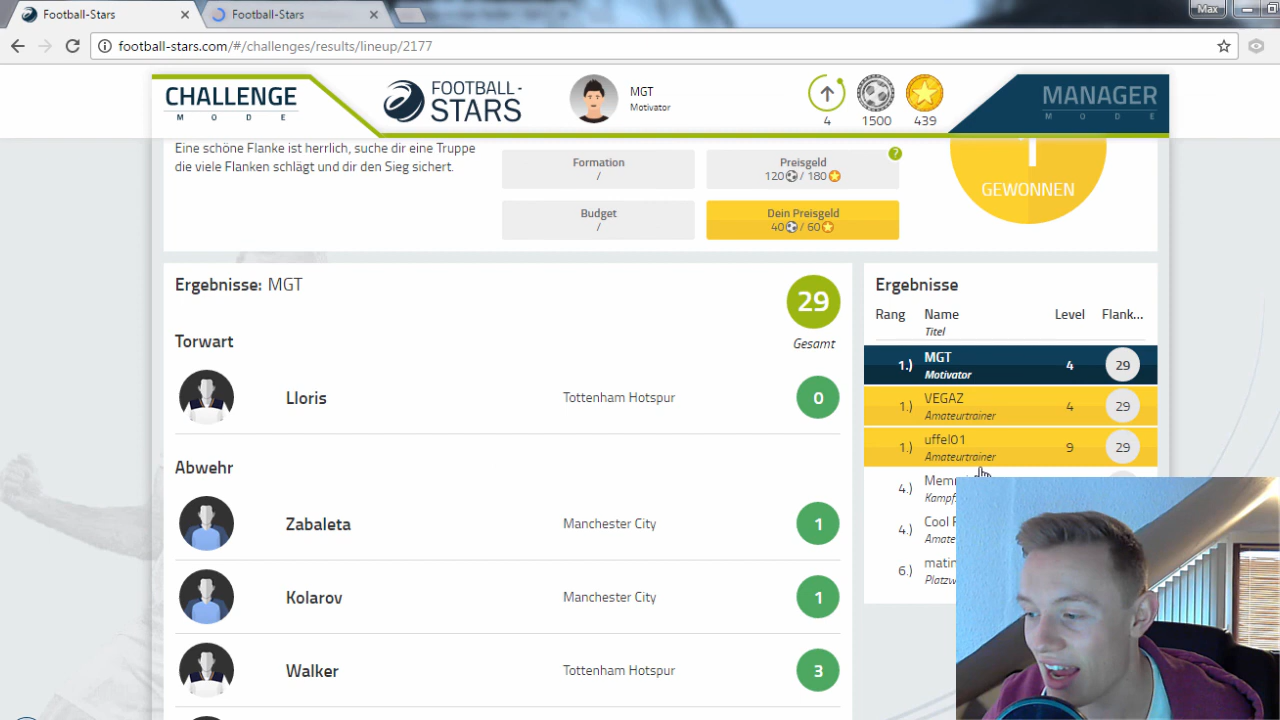 Football-Stars
Football-Stars
Max
football-stars.com/#/challenges/results/lineup/2177
CHALLENGE
MODE
FOOTBALL-
STARS
MGT
Motivator
4
1500
439
MANAGER
MODE
Eine schöne Flanke ist herrlich, suche dir eine Truppe
die viele Flanken schlägt und dir den Sieg sichert.
Formation
/
Preisgeld
120 / 180
?
Budget
/
Dein Preisgeld
40 / 60
GEWONNEN
Ergebnisse: MGT
29
Gesamt
Torwart
Lloris
Tottenham Hotspur
0
Abwehr
Zabaleta
Manchester City
1
Kolarov
Manchester City
1
Walker
Tottenham Hotspur
3
Ergebnisse
Rang Name Level Flank...
Titel
1.) MGT 4 29
Motivator
1.) VEGAZ 4 29
Amateurtrainer
1.) uffel01 9 29
Amateurtrainer
4.)
4.) Cool
6.)